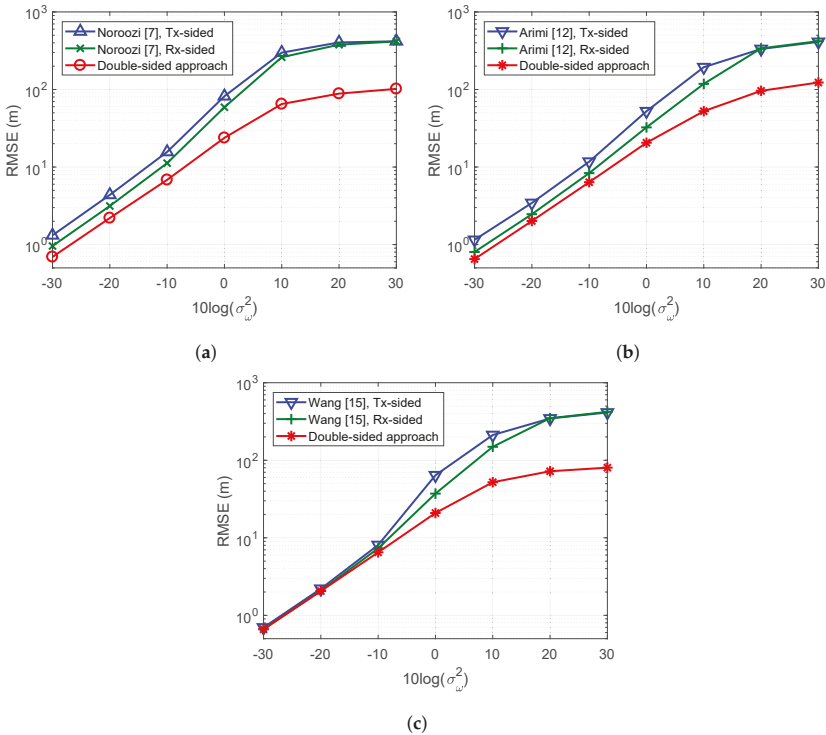 10^3
10^2
10^1
10^0
RMSE (m)
Noroozi [7], Tx-sided
Noroozi [7], Rx-sided
Double-sided approach
-30 -20 -10 0 10 20 30
10log(σ_ω^2)
(a)
10^3
10^2
10^1
10^0
RMSE (m)
Arimi [12], Tx-sided
Arimi [12], Rx-sided
Double-sided approach
-30 -20 -10 0 10 20 30
10log(σ_ω^2)
(b)
10^3
10^2
10^1
10^0
RMSE (m)
Wang [15], Tx-sided
Wang [15], Rx-sided
Double-sided approach
-30 -20 -10 0 10 20 30
10log(σ_ω^2)
(c)